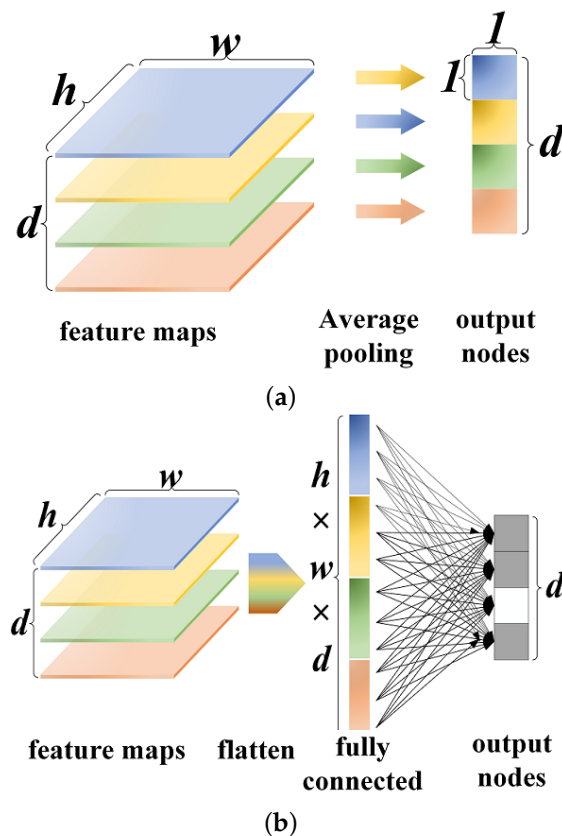 w
1
h
1
d
d
feature maps
Average pooling
output nodes
(a)
w
h
d
h × w × d
d
feature maps
flatten
fully connected
output nodes
(b)